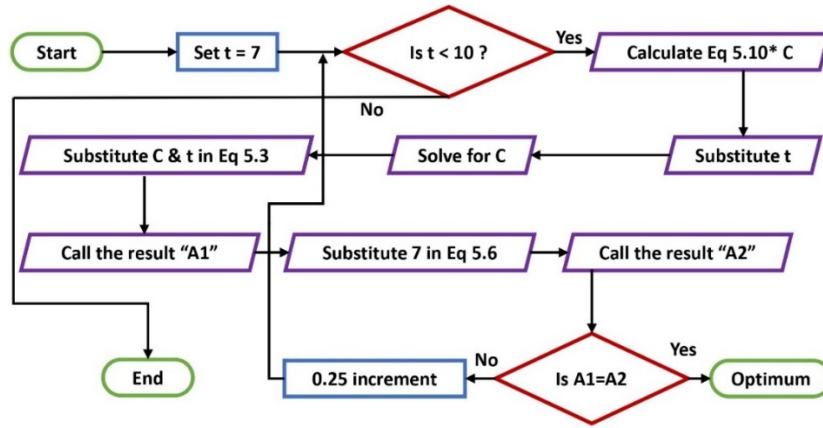 Start
Set t = 7
Is t < 10 ?
Yes
Calculate Eq 5.10* C
No
Substitute C & t in Eq 5.3
Solve for C
Substitute t
Call the result “A1”
Substitute 7 in Eq 5.6
Call the result “A2”
End
0.25 increment
No
Is A1=A2
Yes
Optimum